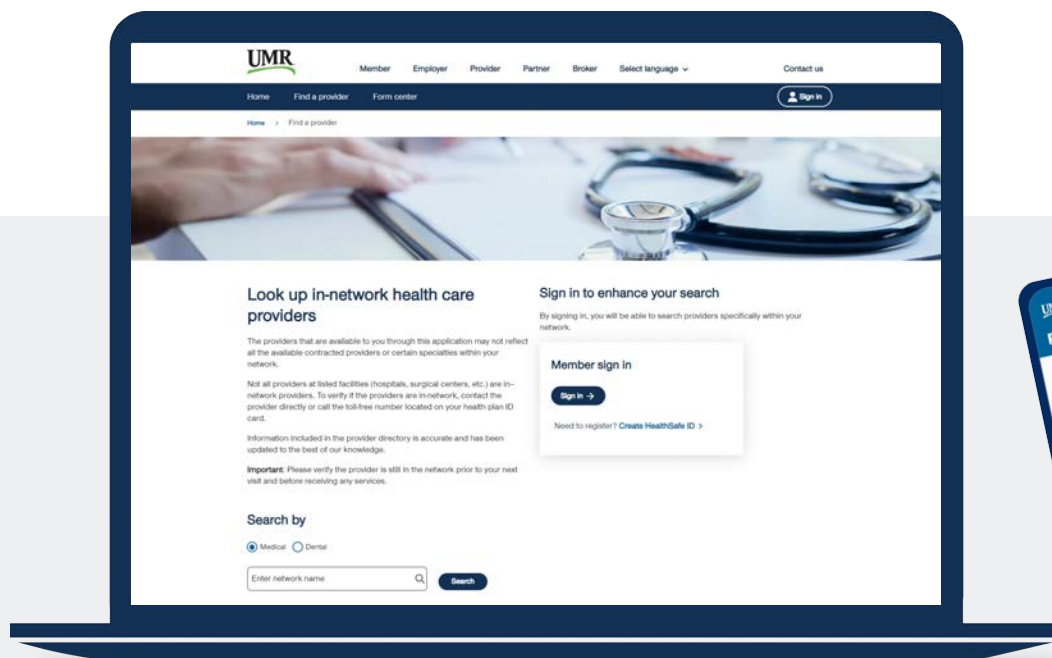 UMR
Member Employer Provider Partner Broker Select language Contact us
Home Find a provider Form center Sign in
Home > Find a provider
Look up in-network health care
providers
The providers that are available to you through this application may not reflect
all the available contracted providers or certain specialties within your
network.
Not all providers at listed facilities (hospitals, surgical centers, etc.) are in–
network providers. To verify if the providers are in-network, contact the
provider directly or call the toll-free number located on your health plan ID
card.
Information included in the provider directory is accurate and has been
updated to the best of our knowledge.
Important: Please verify the provider is still in the network prior to your next
visit and before receiving any services.
Search by
Medical Dental
Enter network name Search
Sign in to enhance your search
By signing in, you will be able to search providers specifically within your
network.
Member sign in
Sign in →
Need to register? Create HealthSafe ID >